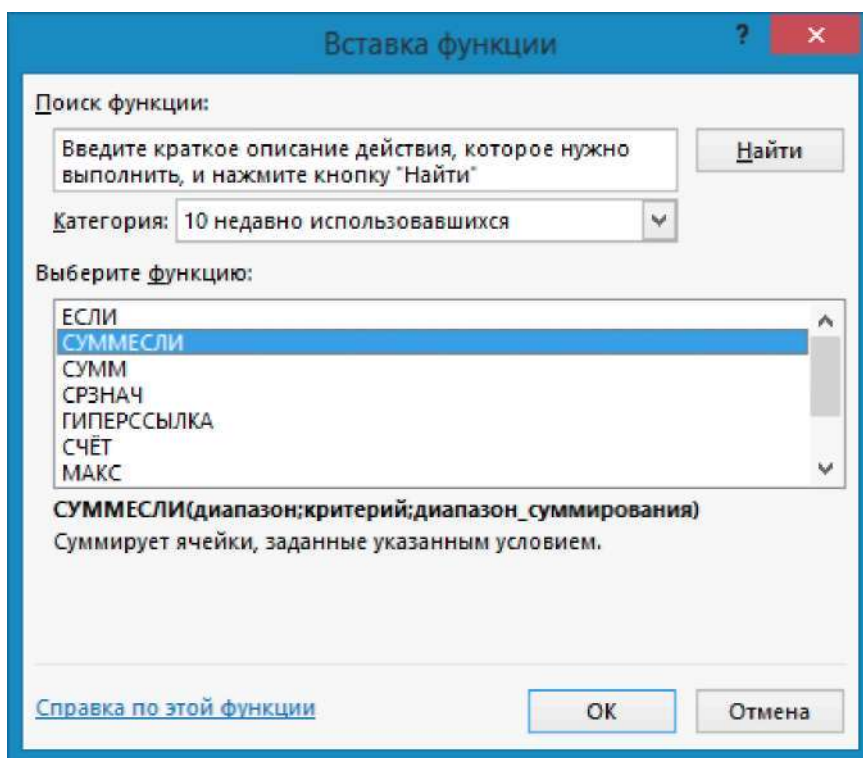 Вставка функции
?
Поиск функции:
Введите краткое описание действия, которое нужно
выполнить, и нажмите кнопку "Найти"
Найти
Категория: 10 недавно использовавшихся
Выберите функцию:
ЕСЛИ
СУММЕСЛИ
СУММ
СРЗНАЧ
ГИПЕРССЫЛКА
СЧЁТ
МАКС
СУММЕСЛИ(диапазон;критерий;диапазон_суммирования)
Суммирует ячейки, заданные указанным условием.
Справка по этой функции
ОК
Отмена